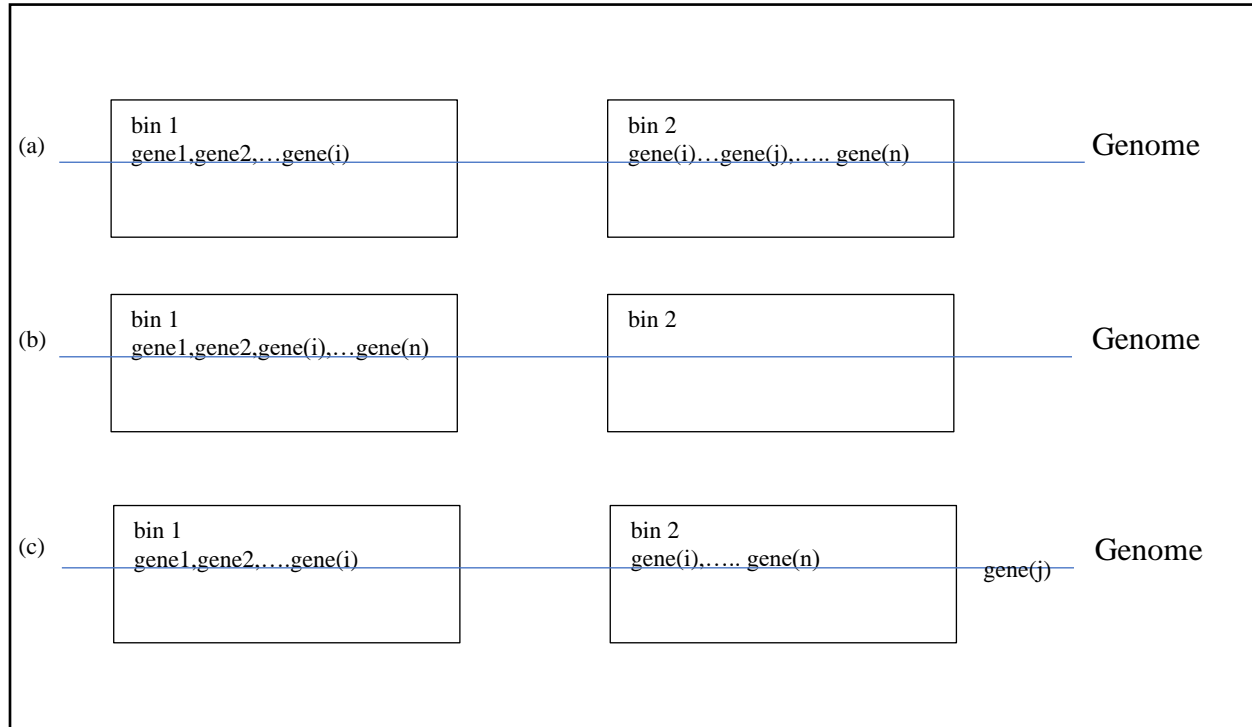 (a)
bin 1
gene1,gene2,…gene(i)
bin 2
gene(i)…gene(j),….. gene(n)
Genome
(b)
bin 1
gene1,gene2,gene(i),…gene(n)
bin 2
Genome
(c)
bin 1
gene1,gene2,….gene(i)
bin 2
gene(i),….. gene(n)
gene(j)
Genome